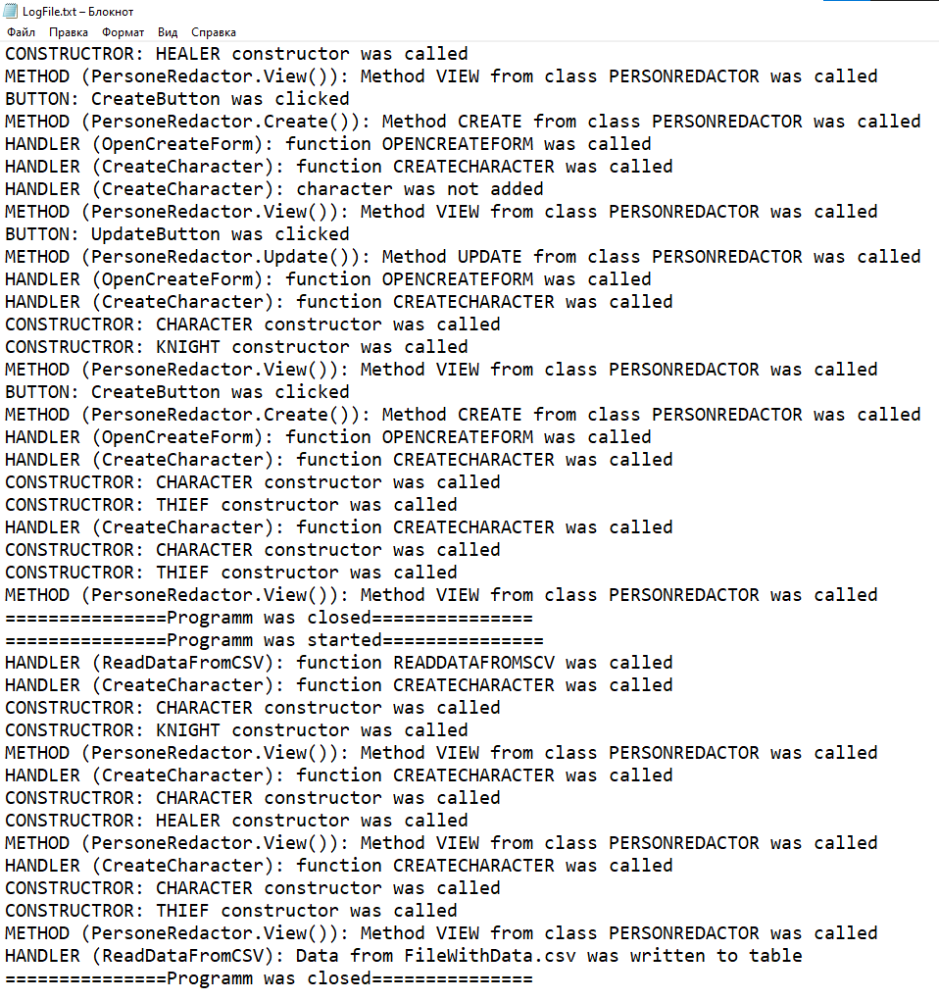 LogFile.txt – Блокнот
Файл Правка Формат Вид Справка
CONSTRUCTROR: HEALER constructor was called
METHOD (PersoneRedactor.View()): Method VIEW from class PERSONREDACTOR was called
BUTTON: CreateButton was clicked
METHOD (PersoneRedactor.Create()): Method CREATE from class PERSONREDACTOR was called
HANDLER (OpenCreateForm): function OPENCREATEFORM was called
HANDLER (CreateCharacter): function CREATECHARACTER was called
HANDLER (CreateCharacter): character was not added
METHOD (PersoneRedactor.View()): Method VIEW from class PERSONREDACTOR was called
BUTTON: UpdateButton was clicked
METHOD (PersoneRedactor.Update()): Method UPDATE from class PERSONREDACTOR was called
HANDLER (OpenCreateForm): function OPENCREATEFORM was called
HANDLER (CreateCharacter): function CREATECHARACTER was called
CONSTRUCTROR: CHARACTER constructor was called
CONSTRUCTROR: KNIGHT constructor was called
METHOD (PersoneRedactor.View()): Method VIEW from class PERSONREDACTOR was called
BUTTON: CreateButton was clicked
METHOD (PersoneRedactor.Create()): Method CREATE from class PERSONREDACTOR was called
HANDLER (OpenCreateForm): function OPENCREATEFORM was called
HANDLER (CreateCharacter): function CREATECHARACTER was called
CONSTRUCTROR: CHARACTER constructor was called
CONSTRUCTROR: THIEF constructor was called
HANDLER (CreateCharacter): function CREATECHARACTER was called
CONSTRUCTROR: CHARACTER constructor was called
CONSTRUCTROR: THIEF constructor was called
METHOD (PersoneRedactor.View()): Method VIEW from class PERSONREDACTOR was called
===============Programm was closed===============
===============Programm was started===============
HANDLER (ReadDataFromCSV): function READDATAFROMSCV was called
HANDLER (CreateCharacter): function CREATECHARACTER was called
CONSTRUCTROR: CHARACTER constructor was called
CONSTRUCTROR: KNIGHT constructor was called
METHOD (PersoneRedactor.View()): Method VIEW from class PERSONREDACTOR was called
HANDLER (CreateCharacter): function CREATECHARACTER was called
CONSTRUCTROR: CHARACTER constructor was called
CONSTRUCTROR: HEALER constructor was called
METHOD (PersoneRedactor.View()): Method VIEW from class PERSONREDACTOR was called
HANDLER (CreateCharacter): function CREATECHARACTER was called
CONSTRUCTROR: CHARACTER constructor was called
CONSTRUCTROR: THIEF constructor was called
METHOD (PersoneRedactor.View()): Method VIEW from class PERSONREDACTOR was called
HANDLER (ReadDataFromCSV): Data from FileWithData.csv was written to table
===============Programm was closed===============